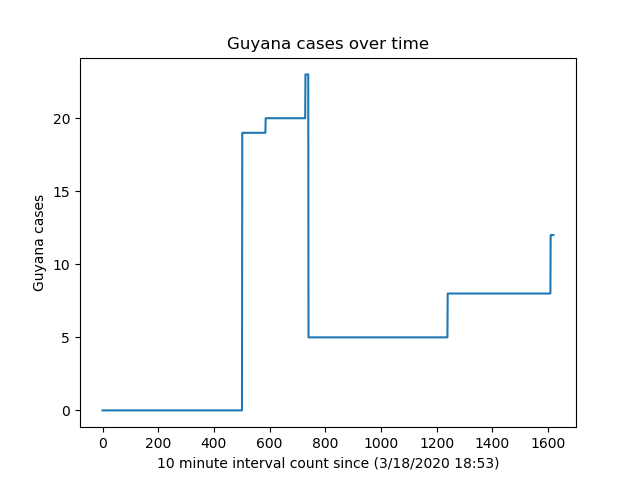 Guyana cases over time
Guyana cases
20
15
10
5
0
0 200 400 600 800 1000 1200 1400 1600
10 minute interval count since (3/18/2020 18:53)